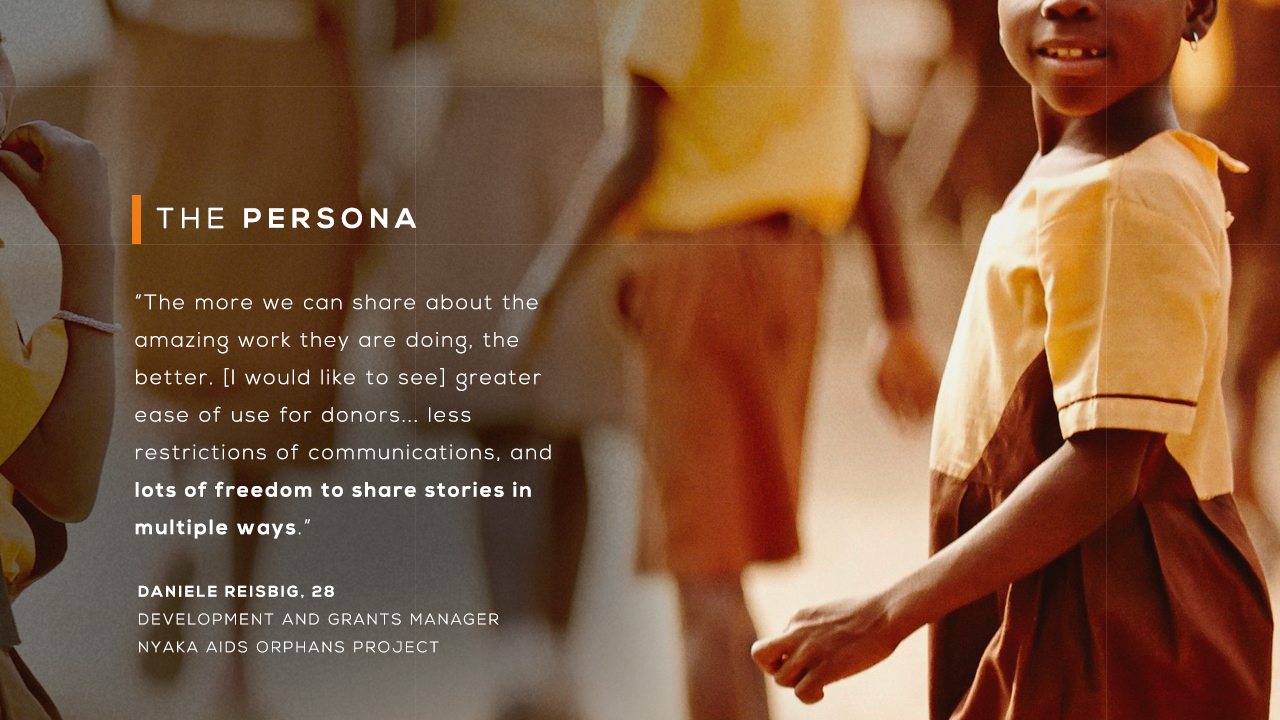 THE PERSONA
“The more we can share about the
amazing work they are doing, the
better. [I would like to see] greater
ease of use for donors... less
restrictions of communications, and
lots of freedom to share stories in
multiple ways.”
DANIELE REISBIG, 28
DEVELOPMENT AND GRANTS MANAGER
NYAKA AIDS ORPHANS PROJECT